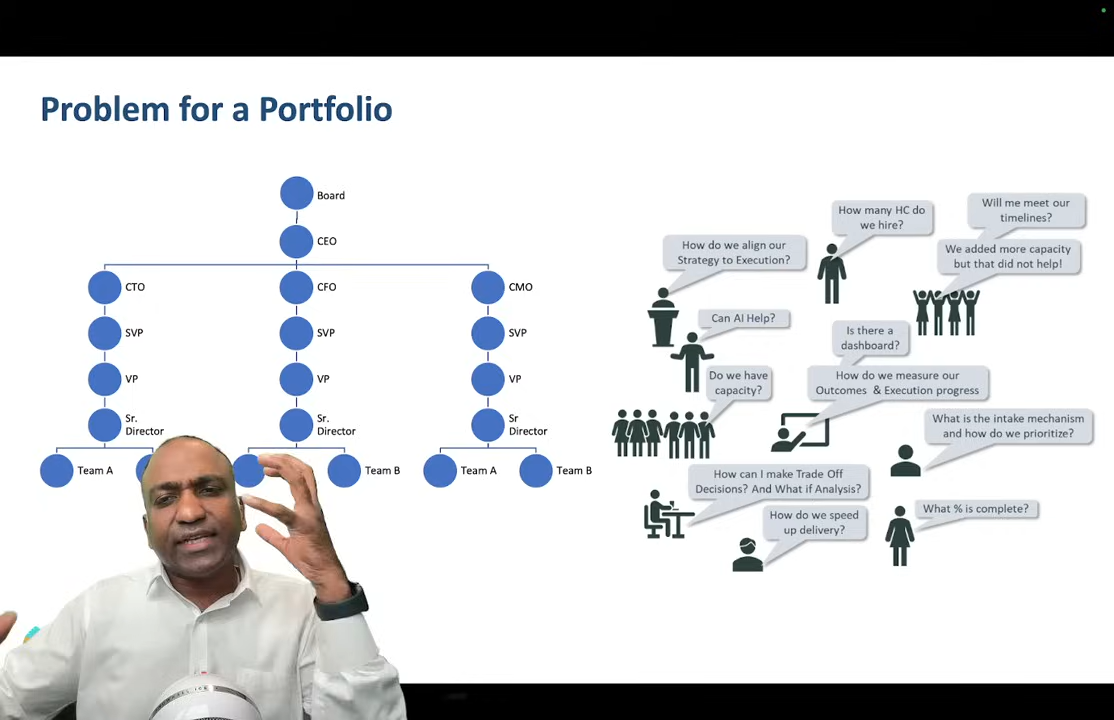 Problem for a Portfolio
Board
CEO
CTO
CFO
CMO
SVP
SVP
SVP
VP
VP
VP
Sr.
Director
Sr.
Director
Sr
Director
Team A
Team B
Team A
Team B
How do we align our
Strategy to Execution?
How many HC do
we hire?
Will me meet our
timelines?
We added more capacity
but that did not help!
Can AI Help?
Is there a
dashboard?
Do we have
capacity?
How do we measure our
Outcomes & Execution progress
What is the intake mechanism
and how do we prioritize?
How can I make Trade Off
Decisions? And What if Analysis?
How do we speed
up delivery?
What % is complete?